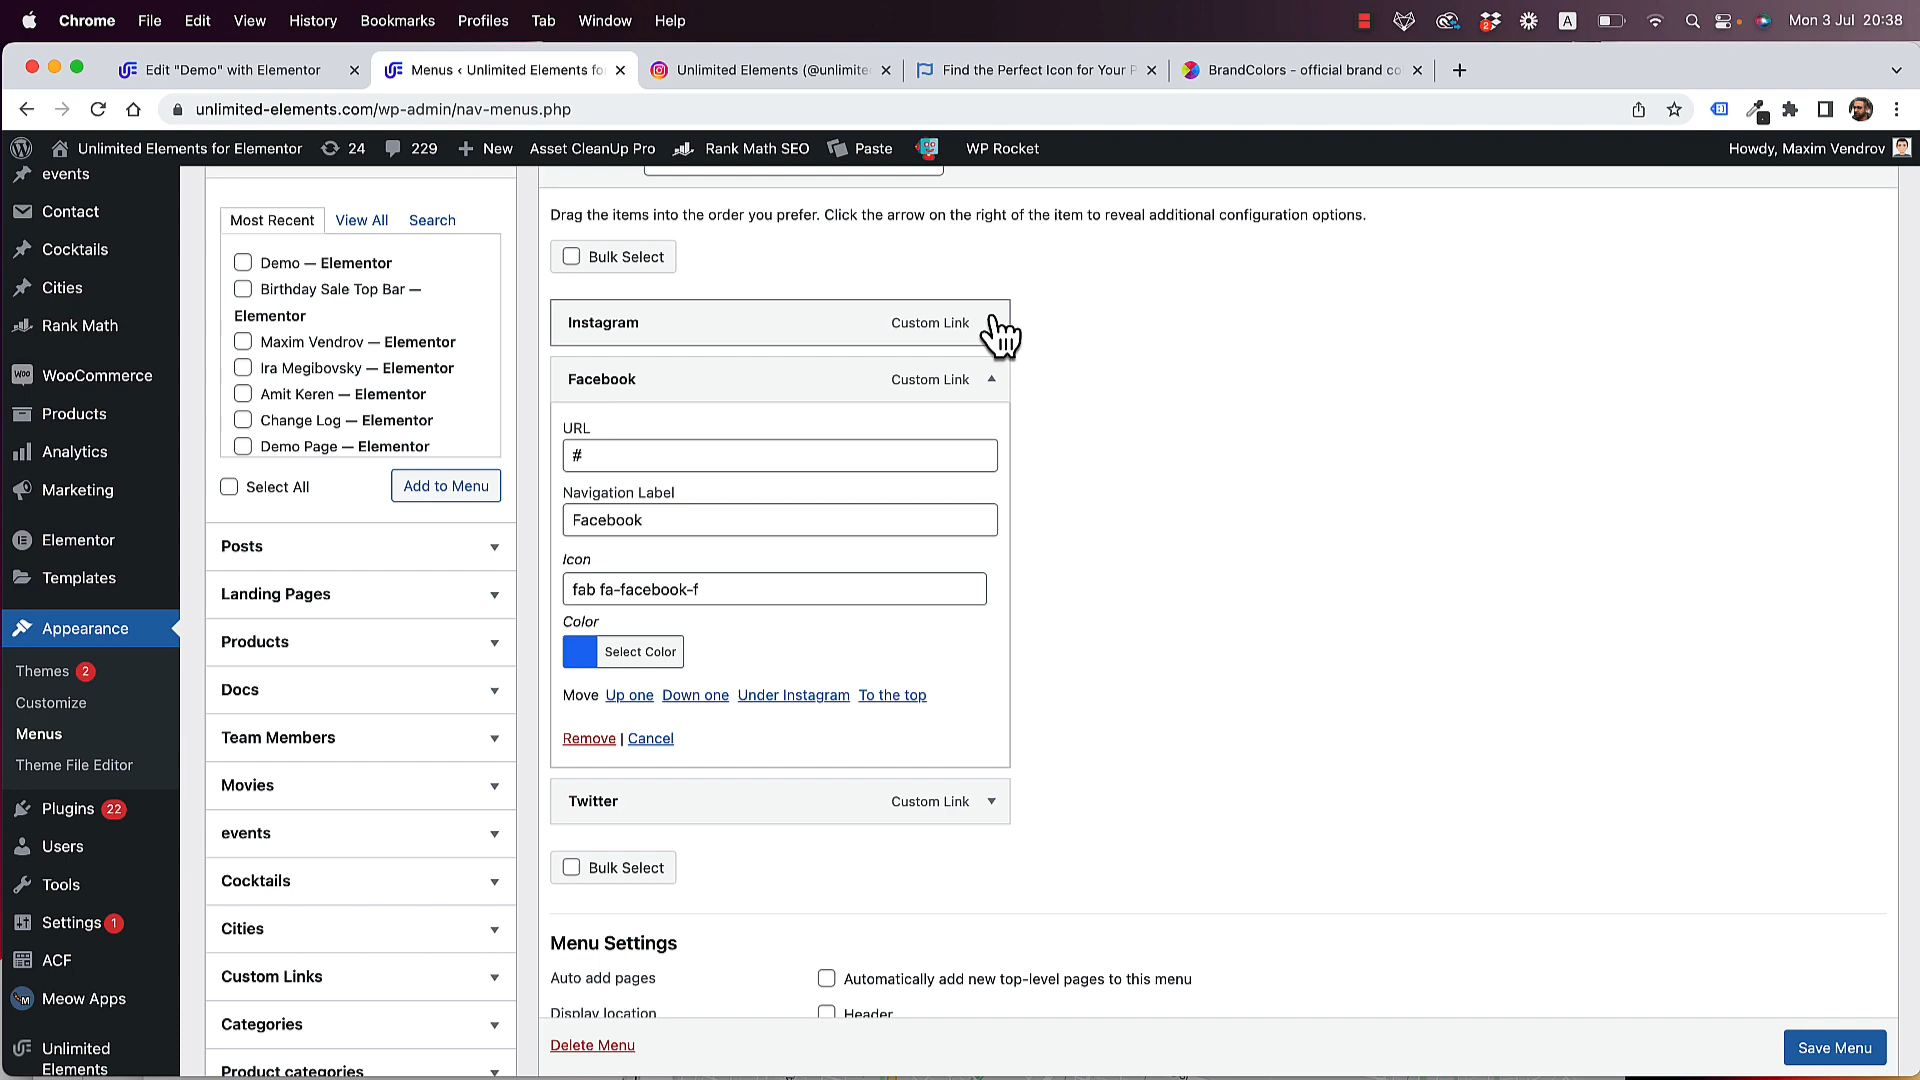 Chrome File Edit View History Bookmarks Profiles Tab Window Help
A
Mon 3 Jul 20:38
Edit "Demo" with Elementor
Menus ‹ Unlimited Elements fo
Unlimited Elements (@unlimite
Find the Perfect Icon for Your P
BrandColors - official brand co
unlimited-elements.com/wp-admin/nav-menus.php
Unlimited Elements for Elementor 24 229 New Asset CleanUp Pro Rank Math SEO Paste WP Rocket Howdy, Maxim Vendrov
events
Contact
Cocktails
Cities
Rank Math
WooCommerce
Products
Analytics
Marketing
Elementor
Templates
Appearance
Themes 2
Customize
Menus
Theme File Editor
Plugins 22
Users
Tools
Settings 1
ACF
Meow Apps
Unlimited
Elements
Most Recent View All Search
Demo — Elementor
Birthday Sale Top Bar —
Elementor
Maxim Vendrov — Elementor
Ira Megibovsky — Elementor
Amit Keren — Elementor
Change Log — Elementor
Demo Page — Elementor
Select All Add to Menu
Posts
Landing Pages
Products
Docs
Team Members
Movies
events
Cocktails
Cities
Custom Links
Categories
Product categories
Drag the items into the order you prefer. Click the arrow on the right of the item to reveal additional configuration options.
Bulk Select
Instagram Custom Link
Facebook Custom Link
URL
#
Navigation Label
Facebook
Icon
fab fa-facebook-f
Color
Select Color
Move Up one Down one Under Instagram To the top
Remove | Cancel
Twitter Custom Link
Bulk Select
Menu Settings
Auto add pages Automatically add new top-level pages to this menu
Display location Header
Delete Menu Save Menu